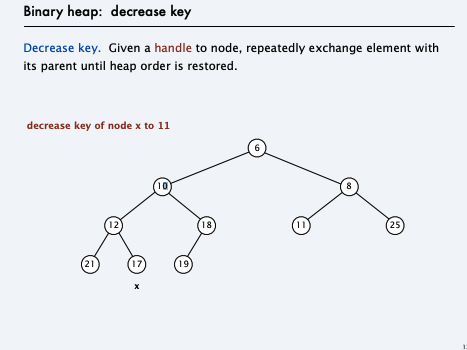 Binary heap: decrease key
Decrease key. Given a handle to node, repeatedly exchange element with
its parent until heap order is restored.
decrease key of node x to 11
6
10
8
12
18
11
25
21
17
19
x